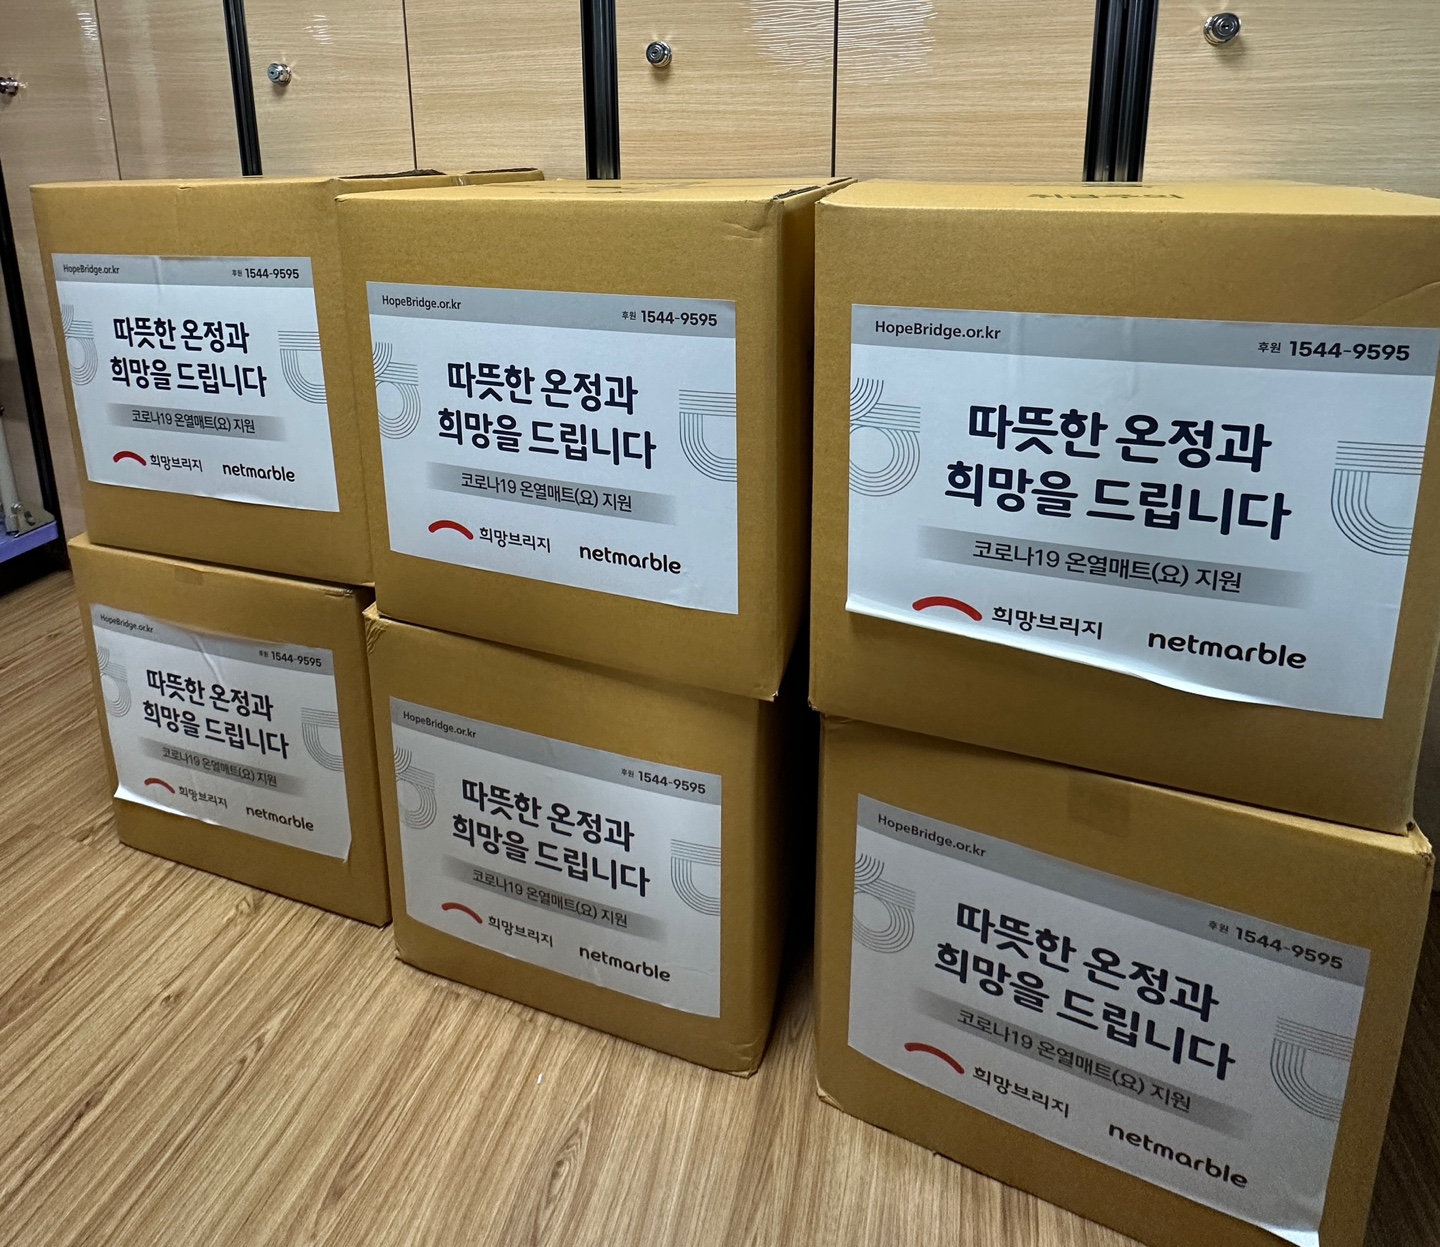 HopeBridge.or.kr 후원 1544-9595
따뜻한 온정과
희망을 드립니다
코로나19 온열매트(요) 지원
희망브리지 netmarble
HopeBridge.or.kr 후원 1544-9595
따뜻한 온정과
희망을 드립니다
코로나19 온열매트(요) 지원
희망브리지 netmarble
취급주의
HopeBridge.or.kr 후원 1544-9595
따뜻한 온정과
희망을 드립니다
코로나19 온열매트(요) 지원
희망브리지 netmarble
HopeBridge.or.kr 후원 1544-9595
따뜻한 온정과
희망을 드립니다
코로나19 온열매트(요) 지원
희망브리지 netmarble
HopeBridge.or.kr 후원 1544-9595
따뜻한 온정과
희망을 드립니다
코로나19 온열매트(요) 지원
희망브리지 netmarble
HopeBridge.or.kr 후원 1544-9595
따뜻한 온정과
희망을 드립니다
코로나19 온열매트(요) 지원
희망브리지 netmarble